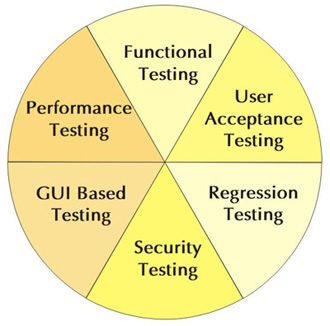 Functional
Testing
User
Acceptance
Testing
Regression
Testing
Security
Testing
GUI Based
Testing
Performance
Testing